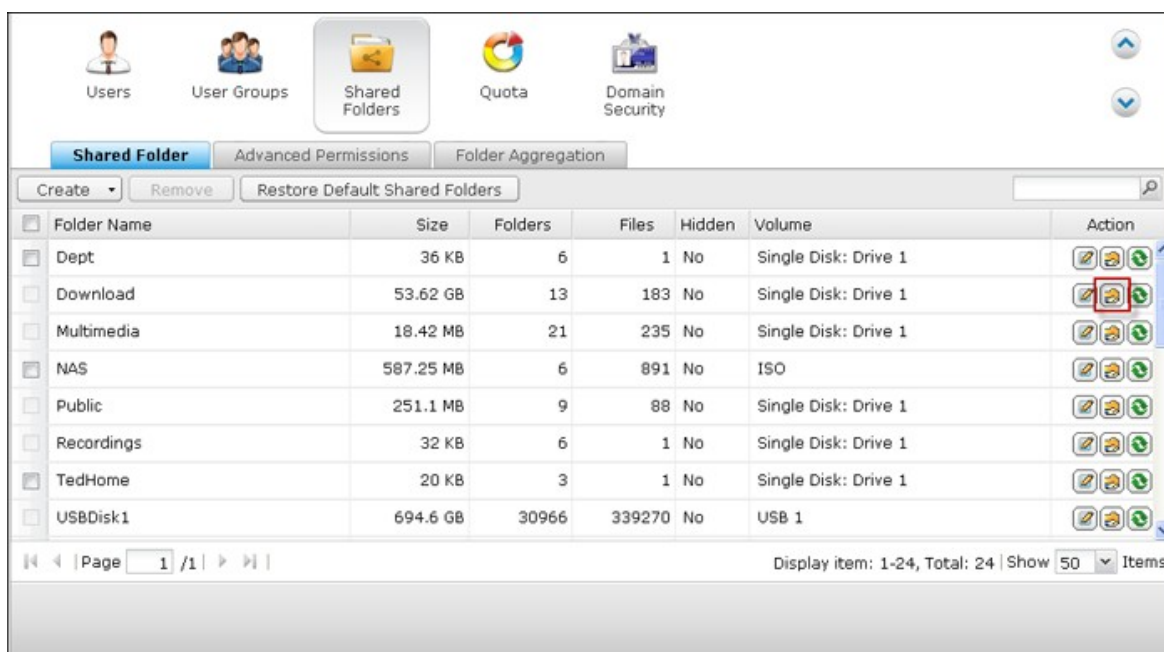 Users User Groups Shared Folders Quota Domain Security
Shared Folder Advanced Permissions Folder Aggregation
Create Remove Restore Default Shared Folders
Folder Name Size Folders Files Hidden Volume Action
Dept 36 KB 6 1 No Single Disk: Drive 1
Download 53.62 GB 13 183 No Single Disk: Drive 1
Multimedia 18.42 MB 21 235 No Single Disk: Drive 1
NAS 587.25 MB 6 891 No ISO
Public 251.1 MB 9 88 No Single Disk: Drive 1
Recordings 32 KB 6 1 No Single Disk: Drive 1
TedHome 20 KB 3 1 No Single Disk: Drive 1
USBDisk1 694.6 GB 30966 339270 No USB 1
Page 1 /1 Display item: 1-24, Total: 24 Show 50 Items